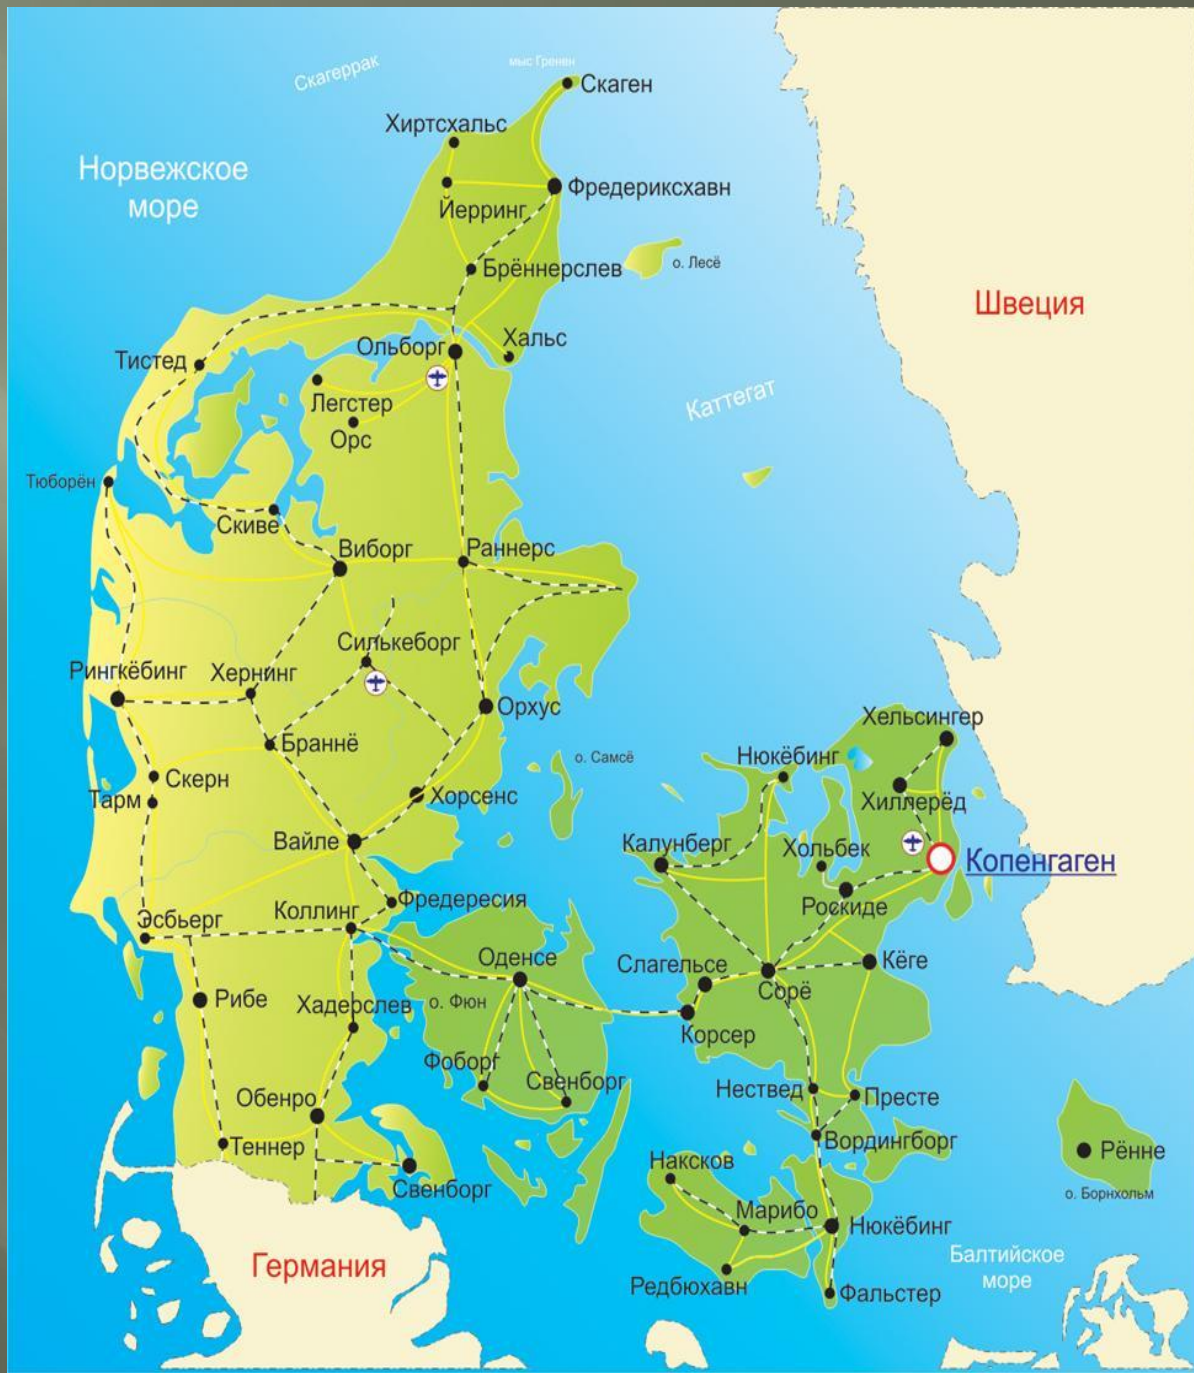 Скагеррак
мыс Гренен
Скаген
Хиртсхальс
Норвежское
море
Фредериксхавн
Йерринг
Брённерслев
о. Лесё
Швеция
Хальс
Ольборг
Тистед
Каттегат
Легстер
Орс
Тюборён
Скиве
Виборг
Раннерс
Силькеборг
Рингкёбинг
Хернинг
Орхус
Хельсингер
Браннё
о. Самсё
Нюкёбинг
Скерн
Тарм
Хорсенс
Хиллерёд
Вайле
Калунберг
Хольбек
Копенгаген
Фредересия
Роскиде
Эсбьерг
Коллинг
Оденсе
Слагельсе
Кёге
Сорё
Рибе
Хадерслев
о. Фюн
Корсер
Фоборг
Свенборг
Нествед
Престе
Обенро
Теннер
Вордингборг
Рённе
Наксков
Свенборг
о. Борнхольм
Марибо
Нюкёбинг
Германия
Балтийское
море
Редбюхавн
Фальстер